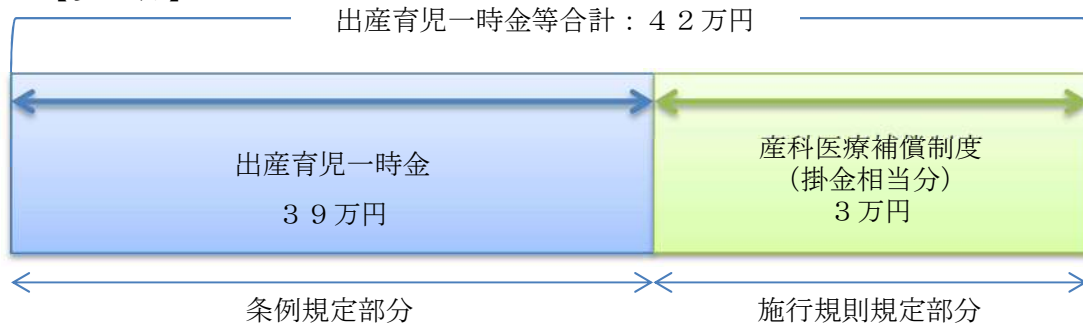 出産育児一時金等合計：４２万円
出産育児一時金
３９万円
産科医療補償制度
（掛金相当分）
３万円
条例規定部分
施行規則規定部分